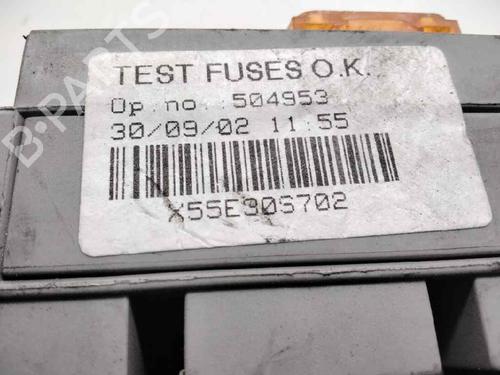 TEST FUSES O.K.
Op.no.:504953
30/09/02 11:55
X55E30S702
B-PARTS